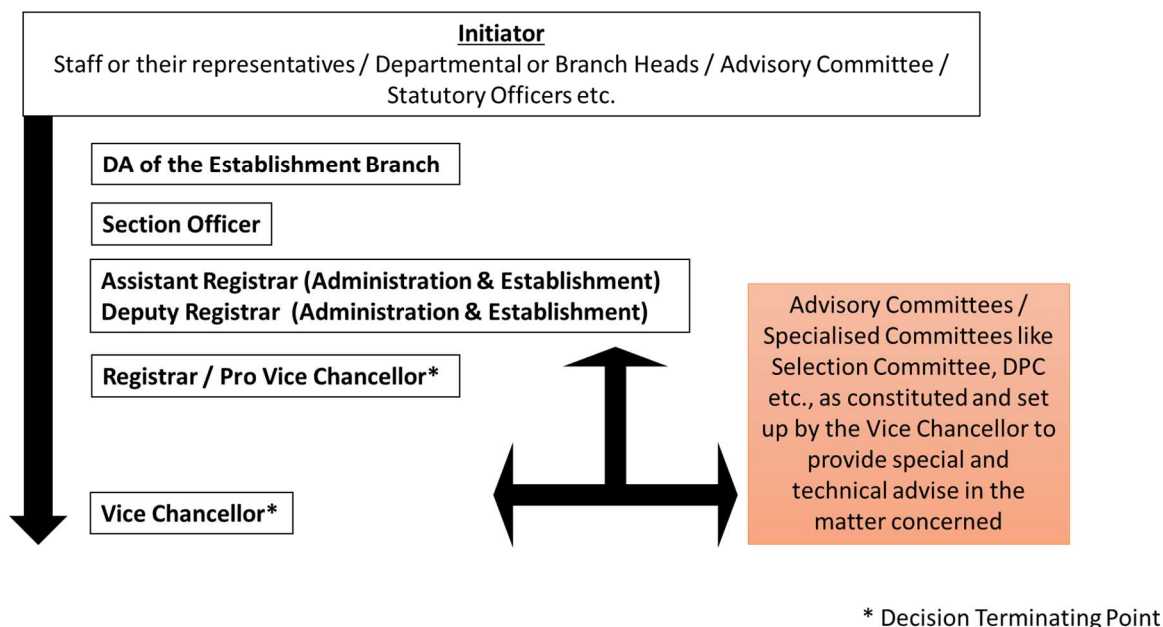 Initiator
Staff or their representatives / Departmental or Branch Heads / Advisory Committee /
Statutory Officers etc.
DA of the Establishment Branch
Section Officer
Assistant Registrar (Administration & Establishment)
Deputy Registrar (Administration & Establishment)
Registrar / Pro Vice Chancellor*
Vice Chancellor*
Advisory Committees /
Specialised Committees like
Selection Committee, DPC
etc., as constituted and set
up by the Vice Chancellor to
provide special and
technical advise in the
matter concerned
* Decision Terminating Point